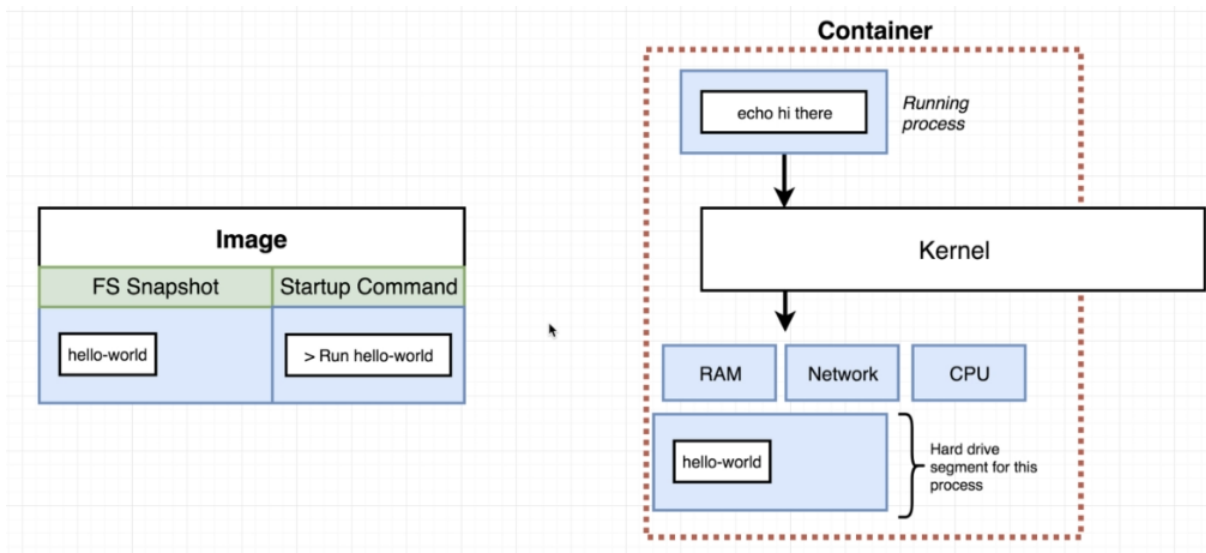 Image
FS Snapshot
Startup Command
hello-world
> Run hello-world
Container
echo hi there
Running
process
Kernel
RAM
Network
CPU
hello-world
Hard drive
segment for this
process